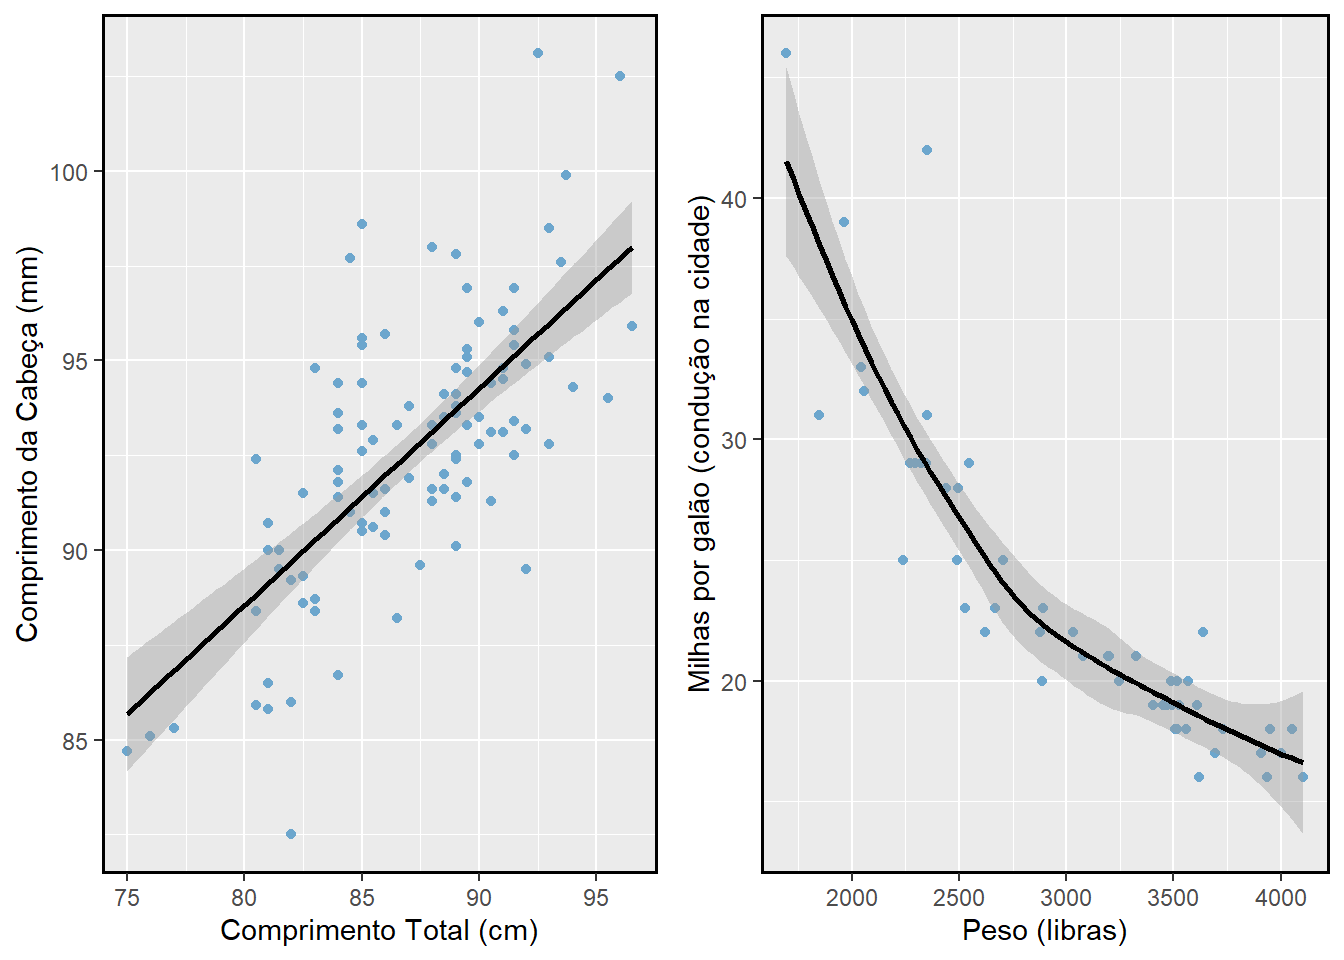 Comprimento da Cabeça (mm)
100
95
90
85
75 80 85 90 95
Comprimento Total (cm)
Milhas por galão (condução na cidade)
40
30
20
2000 2500 3000 3500 4000
Peso (libras)